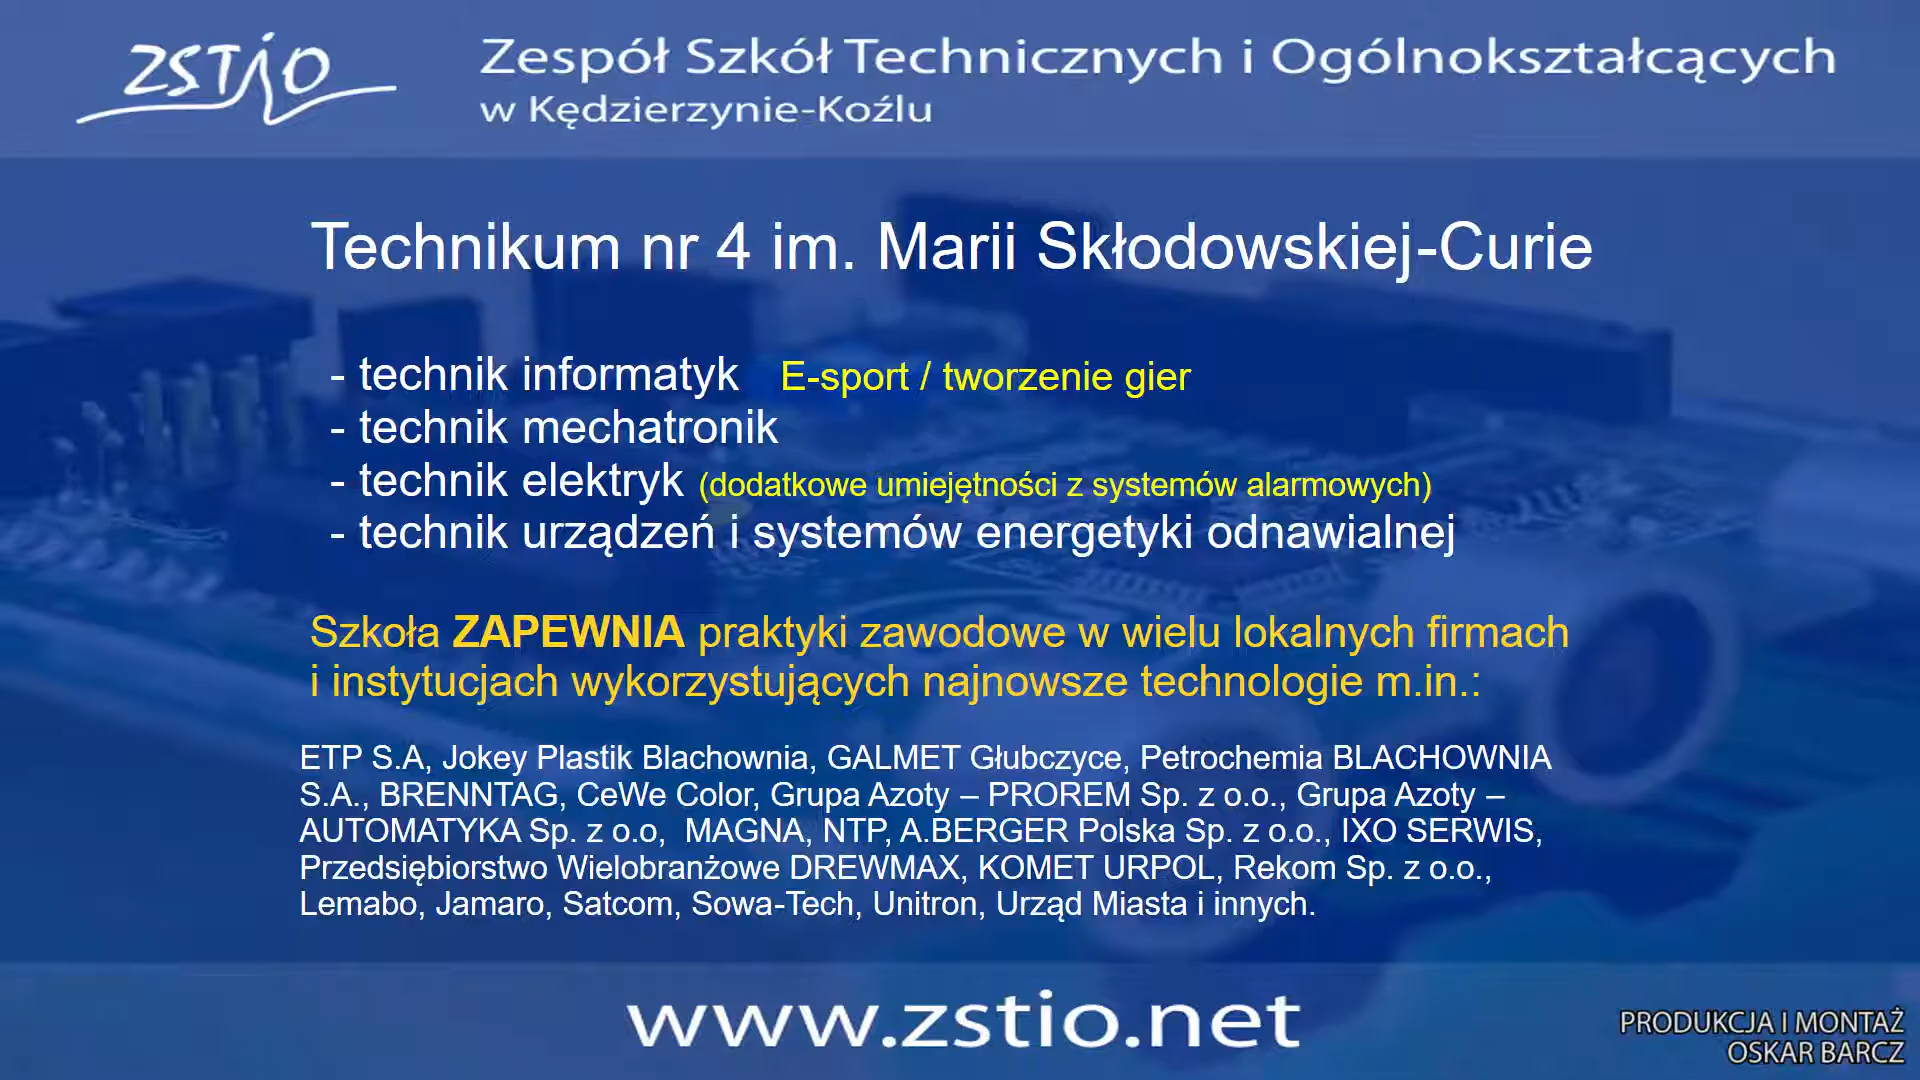 ZSTiO
Zespół Szkół Technicznych i Ogólnokształcących
w Kędzierzynie-Koźlu
Technikum nr 4 im. Marii Skłodowskiej-Curie
- technik informatyk E-sport / tworzenie gier
- technik mechatronik
- technik elektryk (dodatkowe umiejętności z systemów alarmowych)
- technik urządzeń i systemów energetyki odnawialnej
Szkoła ZAPEWNIA praktyki zawodowe w wielu lokalnych firmach
i instytucjach wykorzystujących najnowsze technologie m.in.:
ETP S.A, Jokey Plastik Blachownia, GALMET Głubczyce, Petrochemia BLACHOWNIA
S.A., BRENNTAG, CeWe Color, Grupa Azoty – PROREM Sp. z o.o., Grupa Azoty –
AUTOMATYKA Sp. z o.o, MAGNA, NTP, A.BERGER Polska Sp. z o.o., IXO SERWIS,
Przedsiębiorstwo Wielobranżowe DREWMAX, KOMET URPOL, Rekom Sp. z o.o.,
Lemabo, Jamaro, Satcom, Sowa-Tech, Unitron, Urząd Miasta i innych.
www.zstio.net
PRODUKCJA I MONTAŻ
OSKAR BARCZ